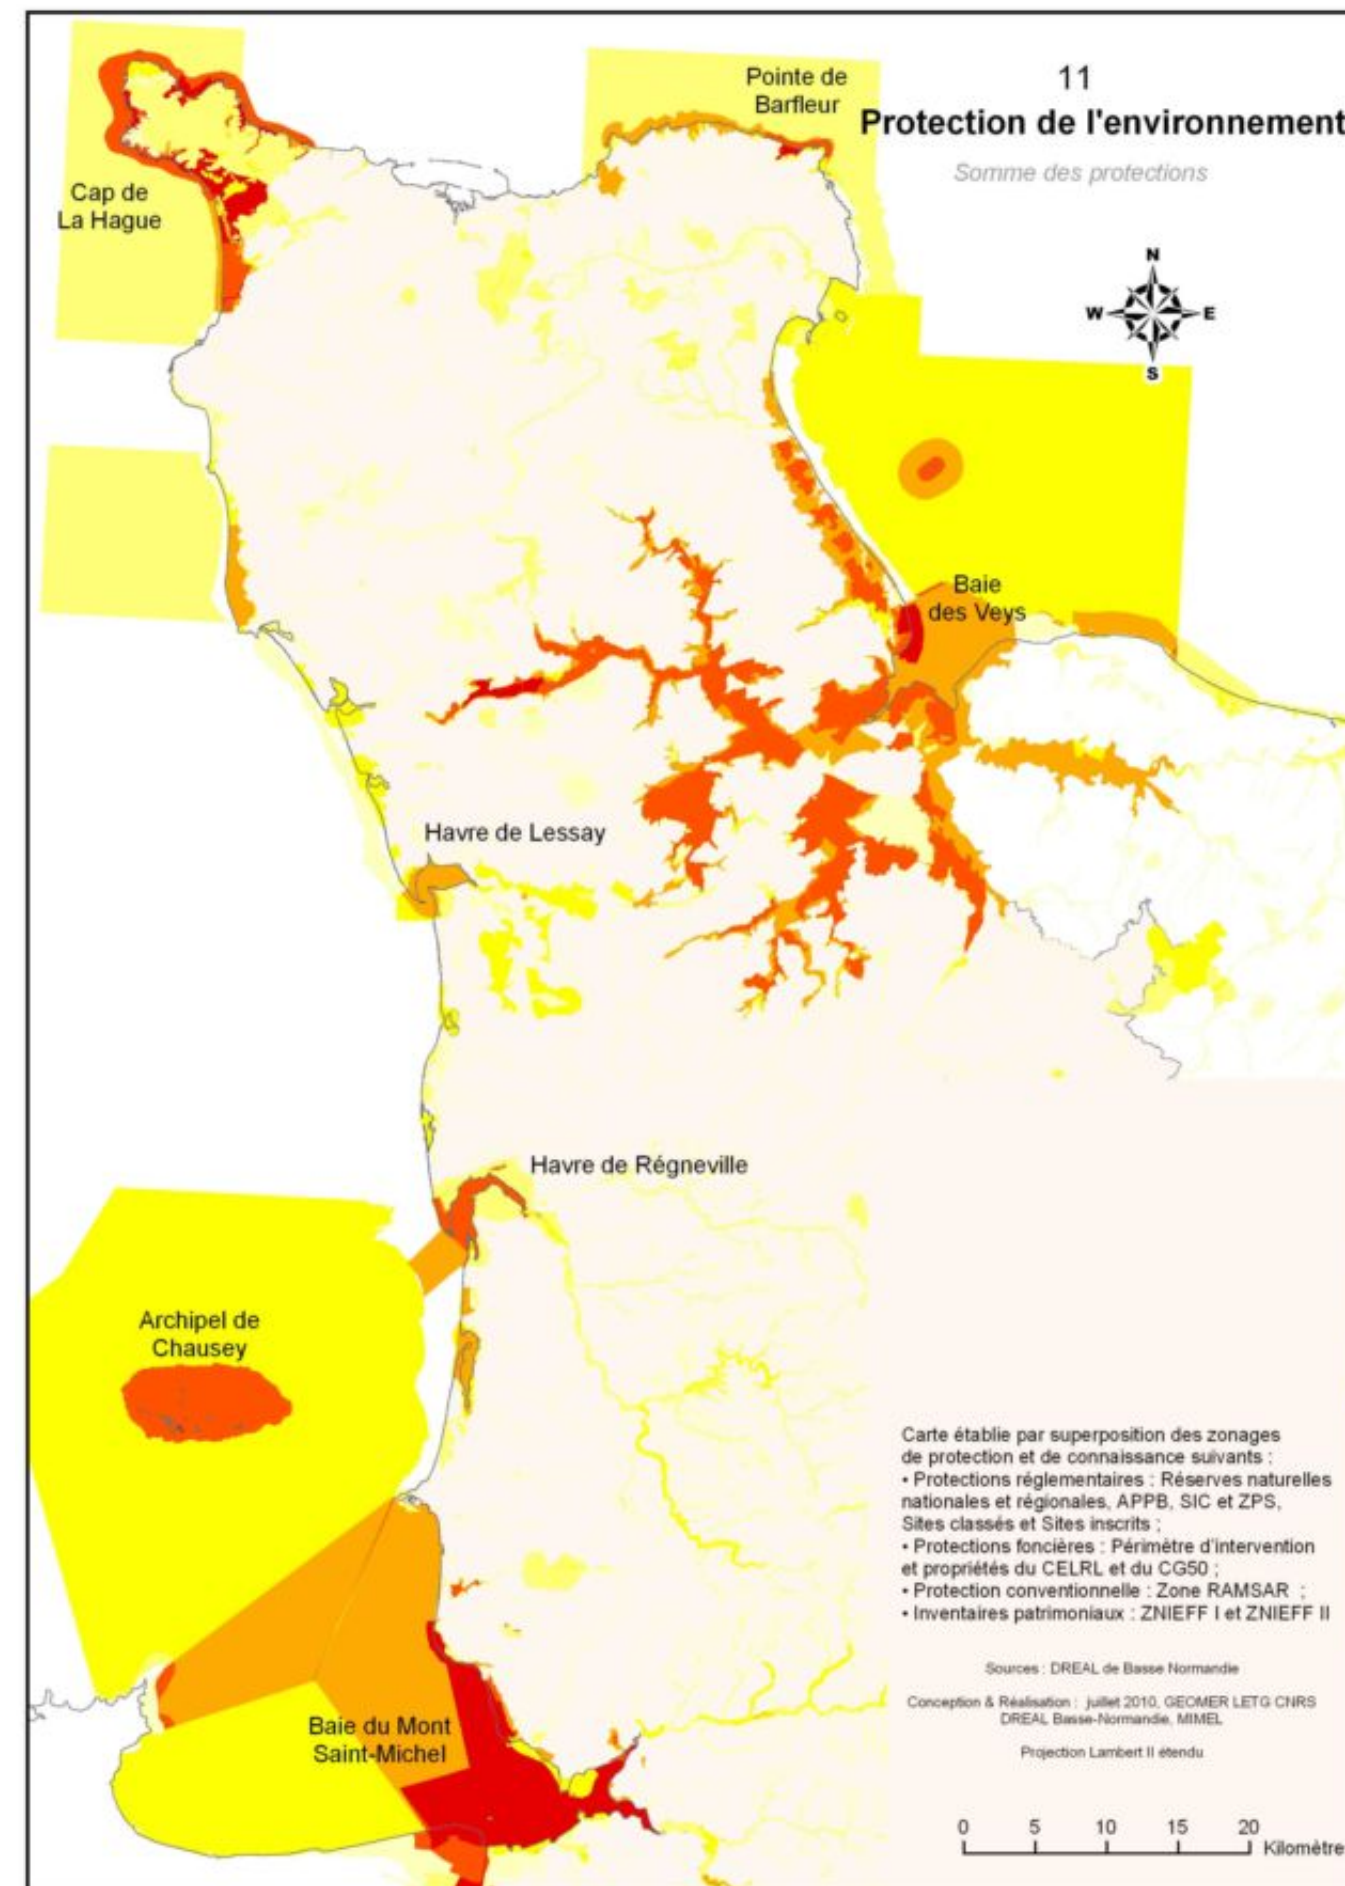 11
Protection de l'environnement
Somme des protections
Pointe de
Barfleur
Cap de
La Hague
N
W
E
S
Baie
des Veys
Havre de Lessay
Havre de Régneville
Archipel de
Chausey
Baie du Mont
Saint-Michel
Carte établie par superposition des zonages
de protection et de connaissance suivants :
• Protections réglementaires : Réserves naturelles
nationales et régionales, APPB, SIC et ZPS,
Sites classés et Sites inscrits ;
• Protections foncières : Périmètre d'intervention
et propriétés du CELRL et du CG50 ;
• Protection conventionnelle : Zone RAMSAR ;
• Inventaires patrimoniaux : ZNIEFF I et ZNIEFF II
Sources : DREAL de Basse Normandie
Conception & Réalisation : juillet 2010, GEOMER LETG CNRS
DREAL Basse-Normandie, MIMEL
Projection Lambert II étendu
0 5 10 15 20
Kilomètre